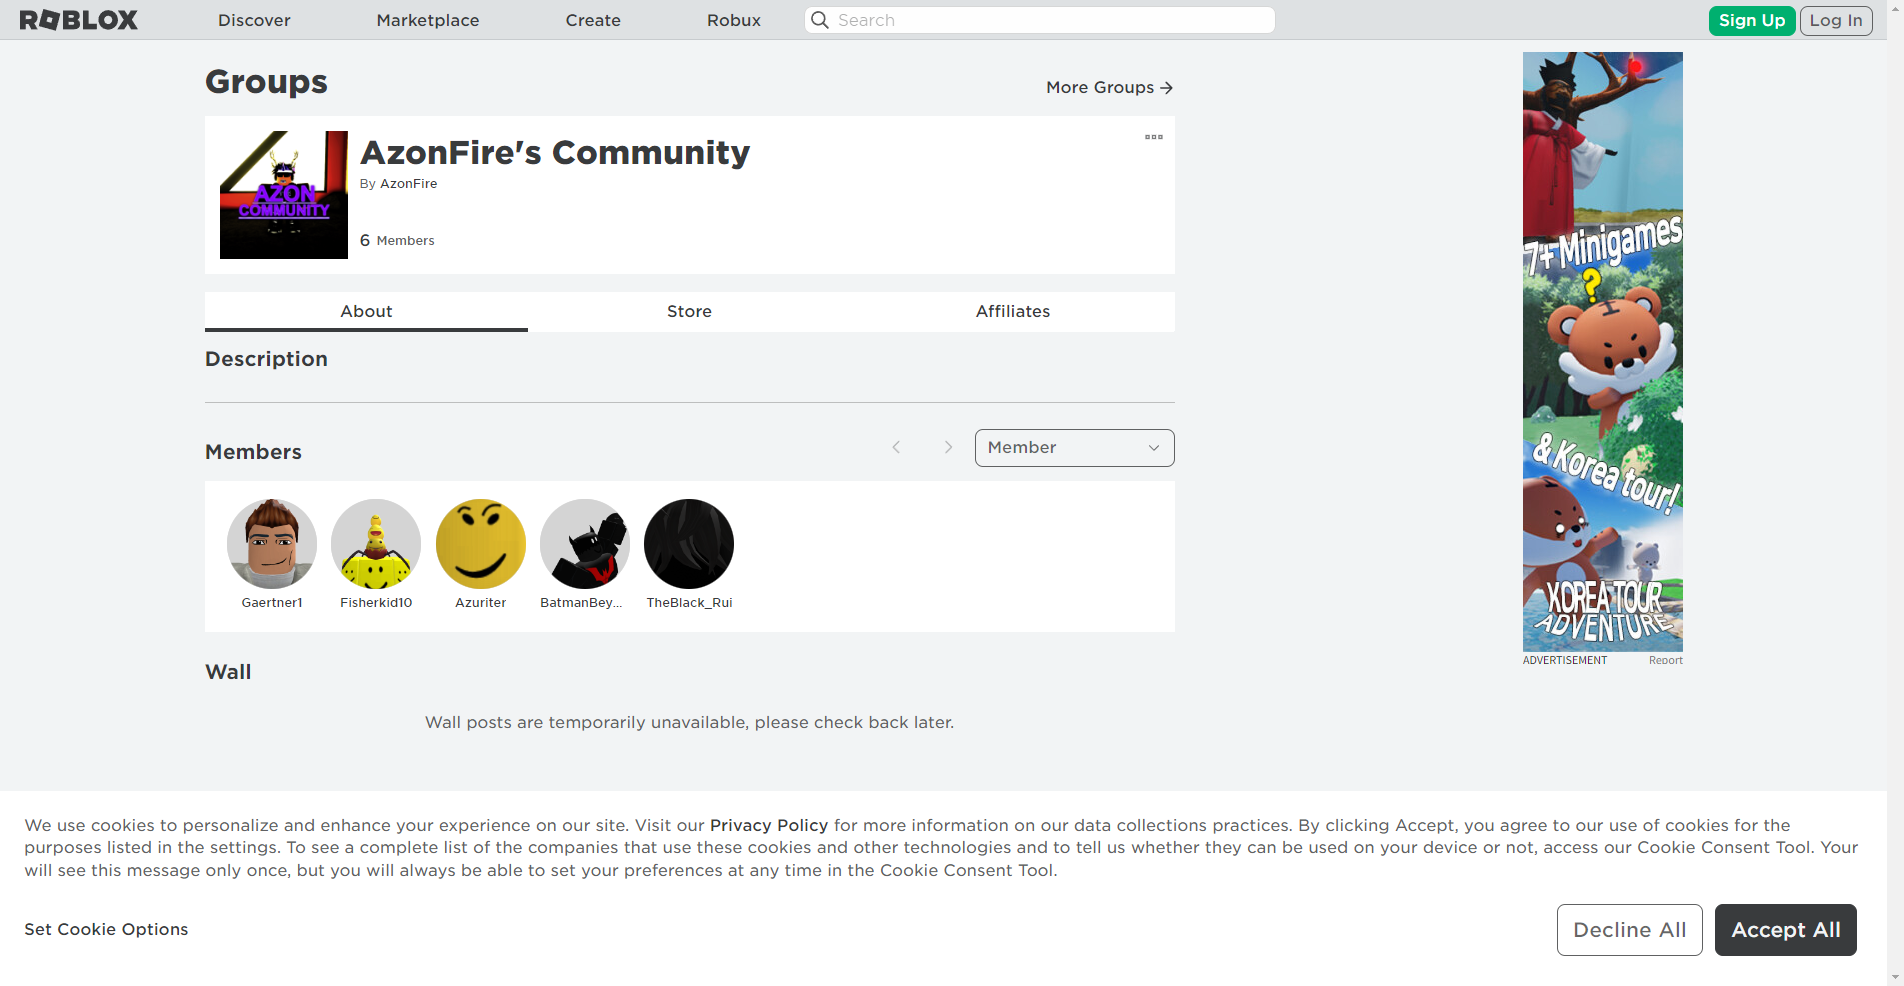 ROBLOX
Discover
Marketplace
Create
Robux
Search
Sign Up
Log In
Groups
More Groups
AZON
COMMUNITY
AzonFire's Community
By AzonFire
6 Members
About
Store
Affiliates
Description
Members
Member
Gaertner1
Fisherkid10
Azuriter
BatmanBey...
TheBlack_Rui
Wall
Wall posts are temporarily unavailable, please check back later.
7+ Minigames
?
& Korea tour!
KOREA TOUR
ADVENTURE
ADVERTISEMENT
Report
We use cookies to personalize and enhance your experience on our site. Visit our Privacy Policy for more information on our data collections practices. By clicking Accept, you agree to our use of cookies for the
purposes listed in the settings. To see a complete list of the companies that use these cookies and other technologies and to tell us whether they can be used on your device or not, access our Cookie Consent Tool. Your
will see this message only once, but you will always be able to set your preferences at any time in the Cookie Consent Tool.
Set Cookie Options
Decline All
Accept All